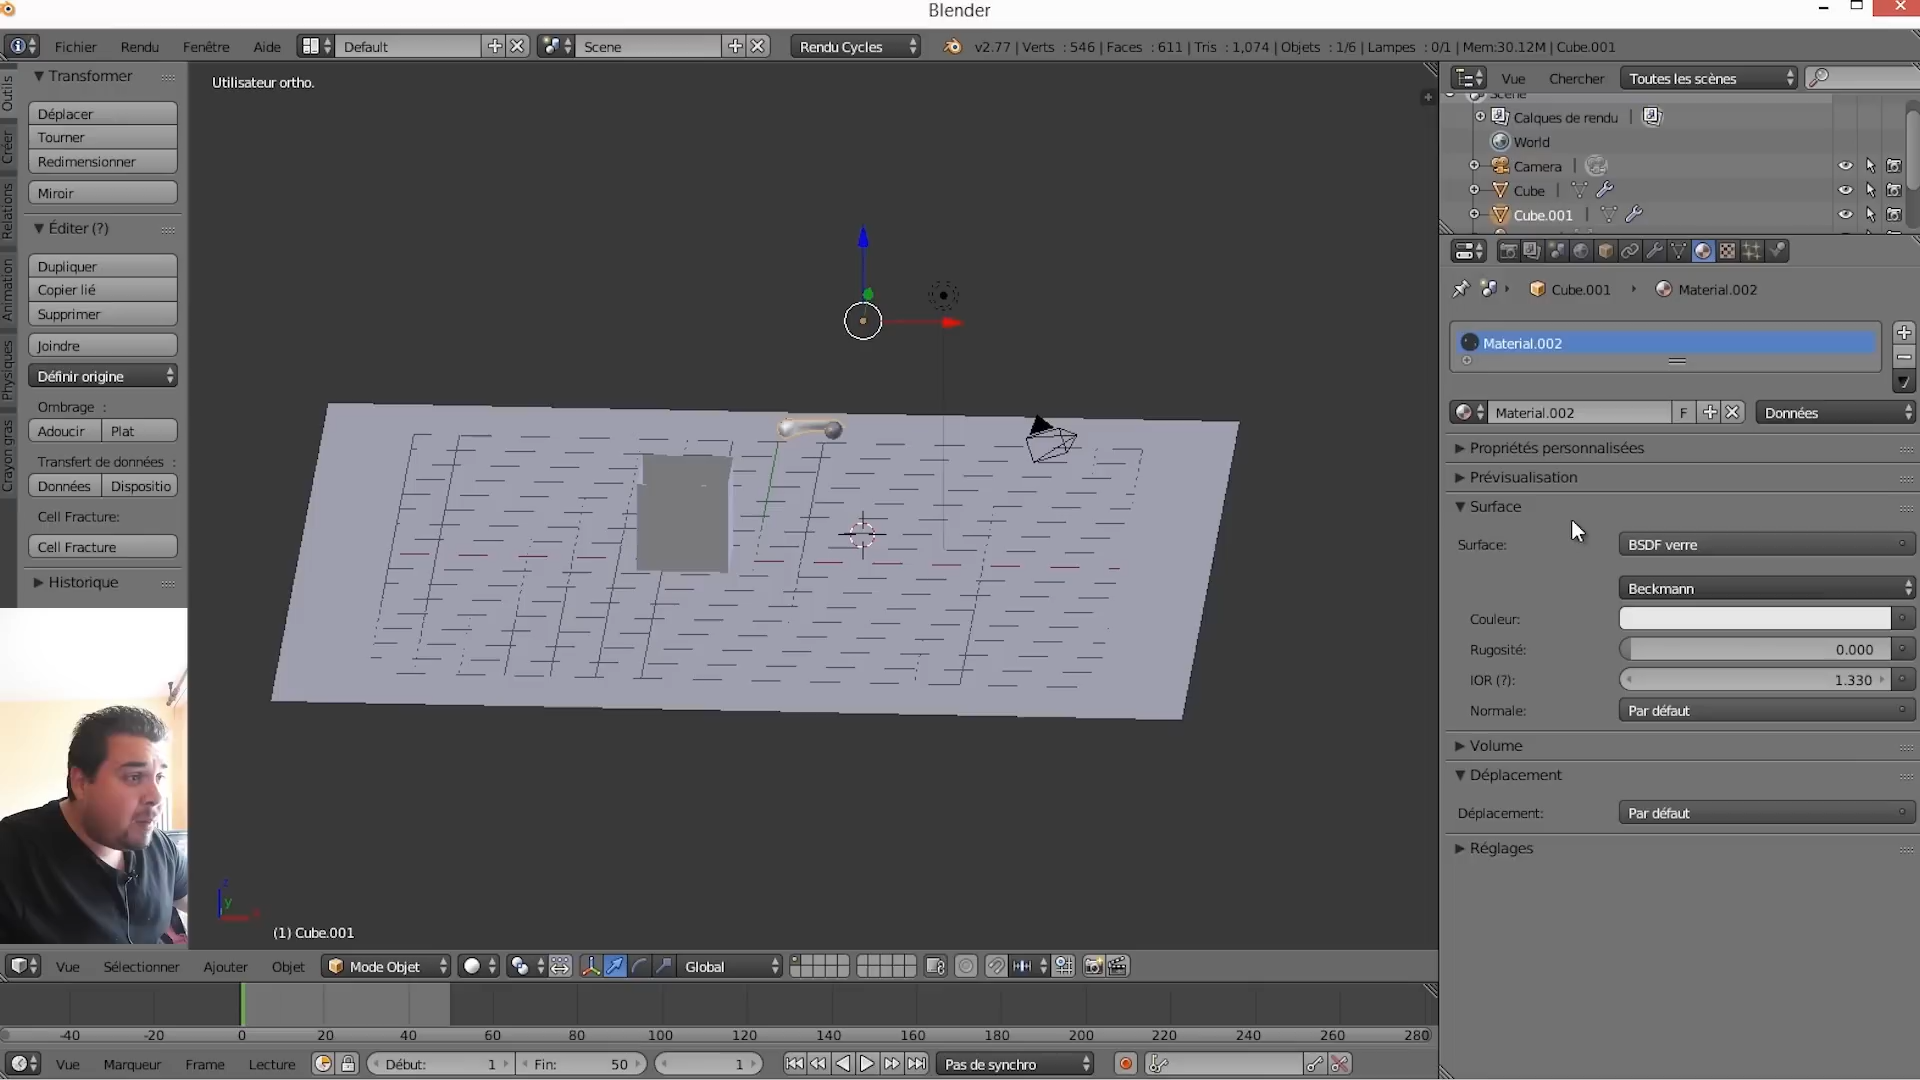 Blender
Fichier Rendu Fenêtre Aide Default Scene Rendu Cycles v2.77 | Verts : 546 | Faces : 611 | Tris : 1,074 | Objets : 1/6 | Lampes : 0/1 | Mem:30.12M | Cube.001
Transformer
Déplacer
Tourner
Redimensionner
Miroir
Éditer (?)
Dupliquer
Copier lié
Supprimer
Joindre
Définir origine
Ombrage :
Adoucir Plat
Transfert de données :
Données Dispositio
Cell Fracture:
Cell Fracture
Historique
Outils
Créer
Relations
Animation
Physiques
Crayon gras
Utilisateur ortho.
z
y
(1) Cube.001
Vue Chercher Toutes les scènes
Scene
Calques de rendu
World
Camera
Cube
Cube.001
Cube.001 Material.002
Material.002
Material.002 F Données
Propriétés personnalisées
Prévisualisation
Surface
Surface: BSDF verre
Beckmann
Couleur:
Rugosité: 0.000
IOR (?): 1.330
Normale: Par défaut
Volume
Déplacement
Déplacement: Par défaut
Réglages
Vue Sélectionner Ajouter Objet Mode Objet Global
-40 -20 0 20 40 60 80 100 120 140 160 180 200 220 240 260 280
Vue Marqueur Frame Lecture Début: 1 Fin: 50 1 Pas de synchro